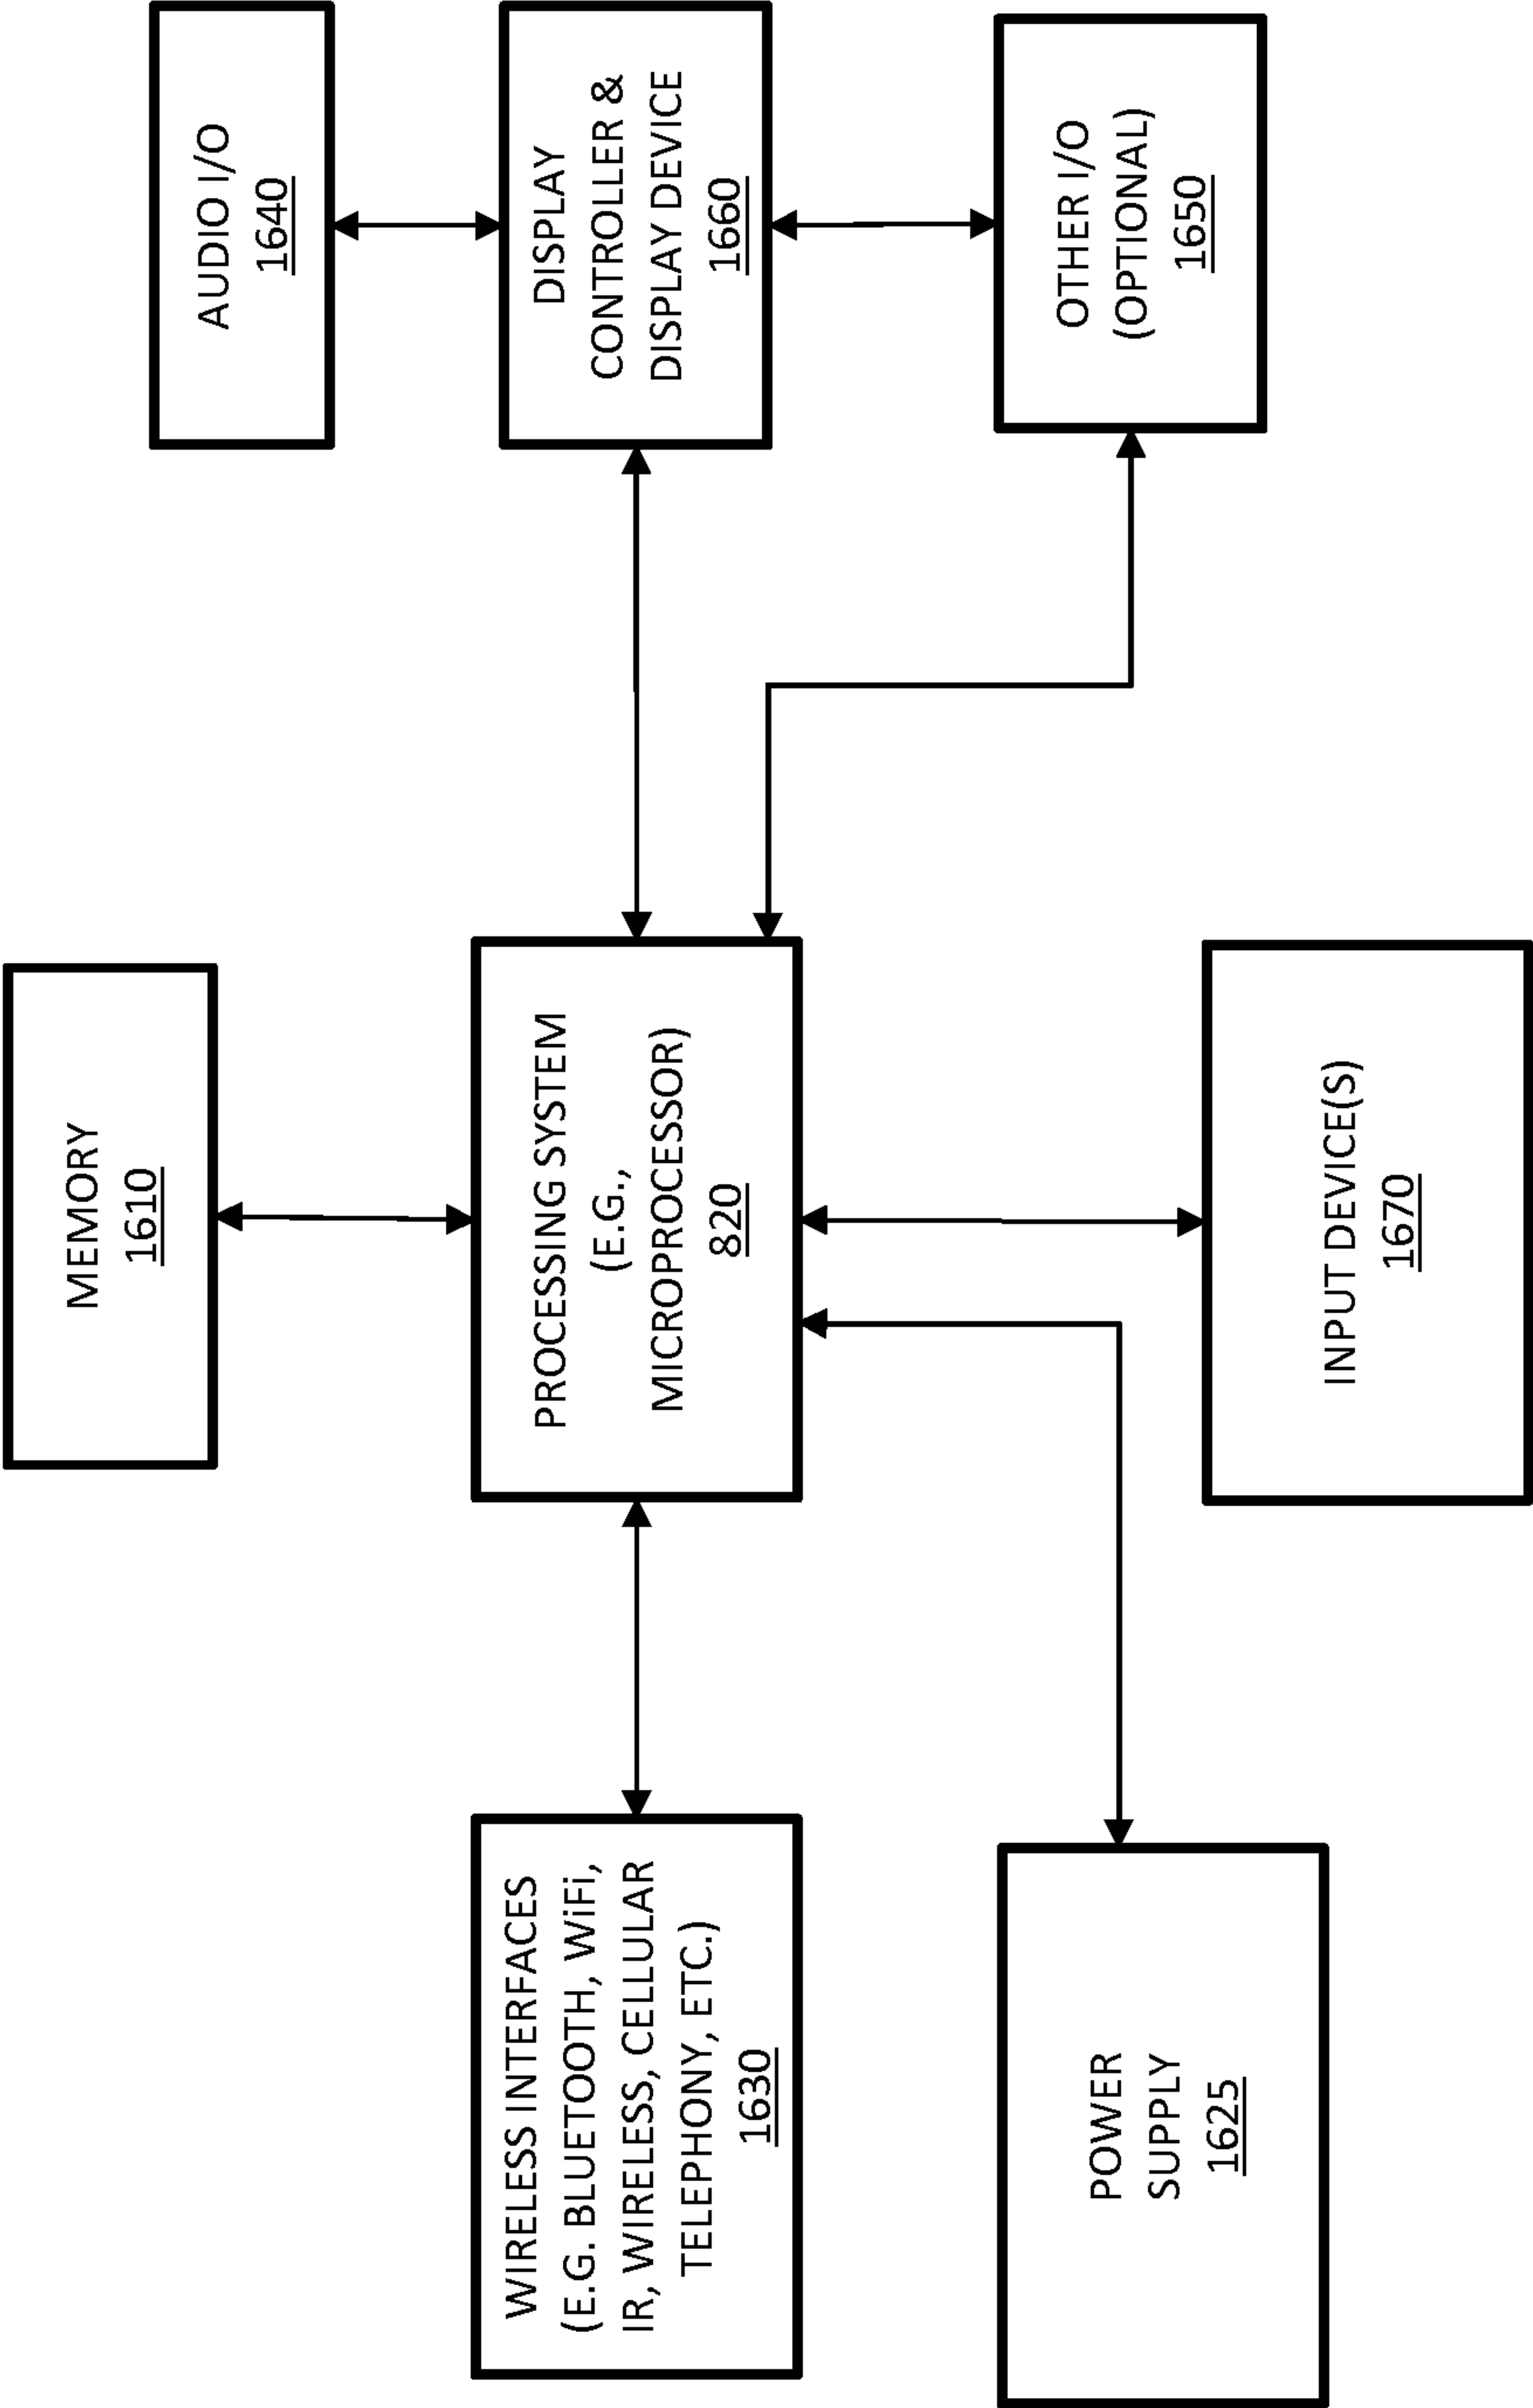 MEMORY
1610
AUDIO I/O
1640
WIRELESS INTERFACES
(E.G. BLUETOOTH, WiFi,
IR, WIRELESS, CELLULAR
TELEPHONY, ETC.)
1630
PROCESSING SYSTEM
(E.G.,
MICROPROCESSOR)
820
DISPLAY
CONTROLLER &
DISPLAY DEVICE
1660
POWER
SUPPLY
1625
INPUT DEVICE(S)
1670
OTHER I/O
(OPTIONAL)
1650